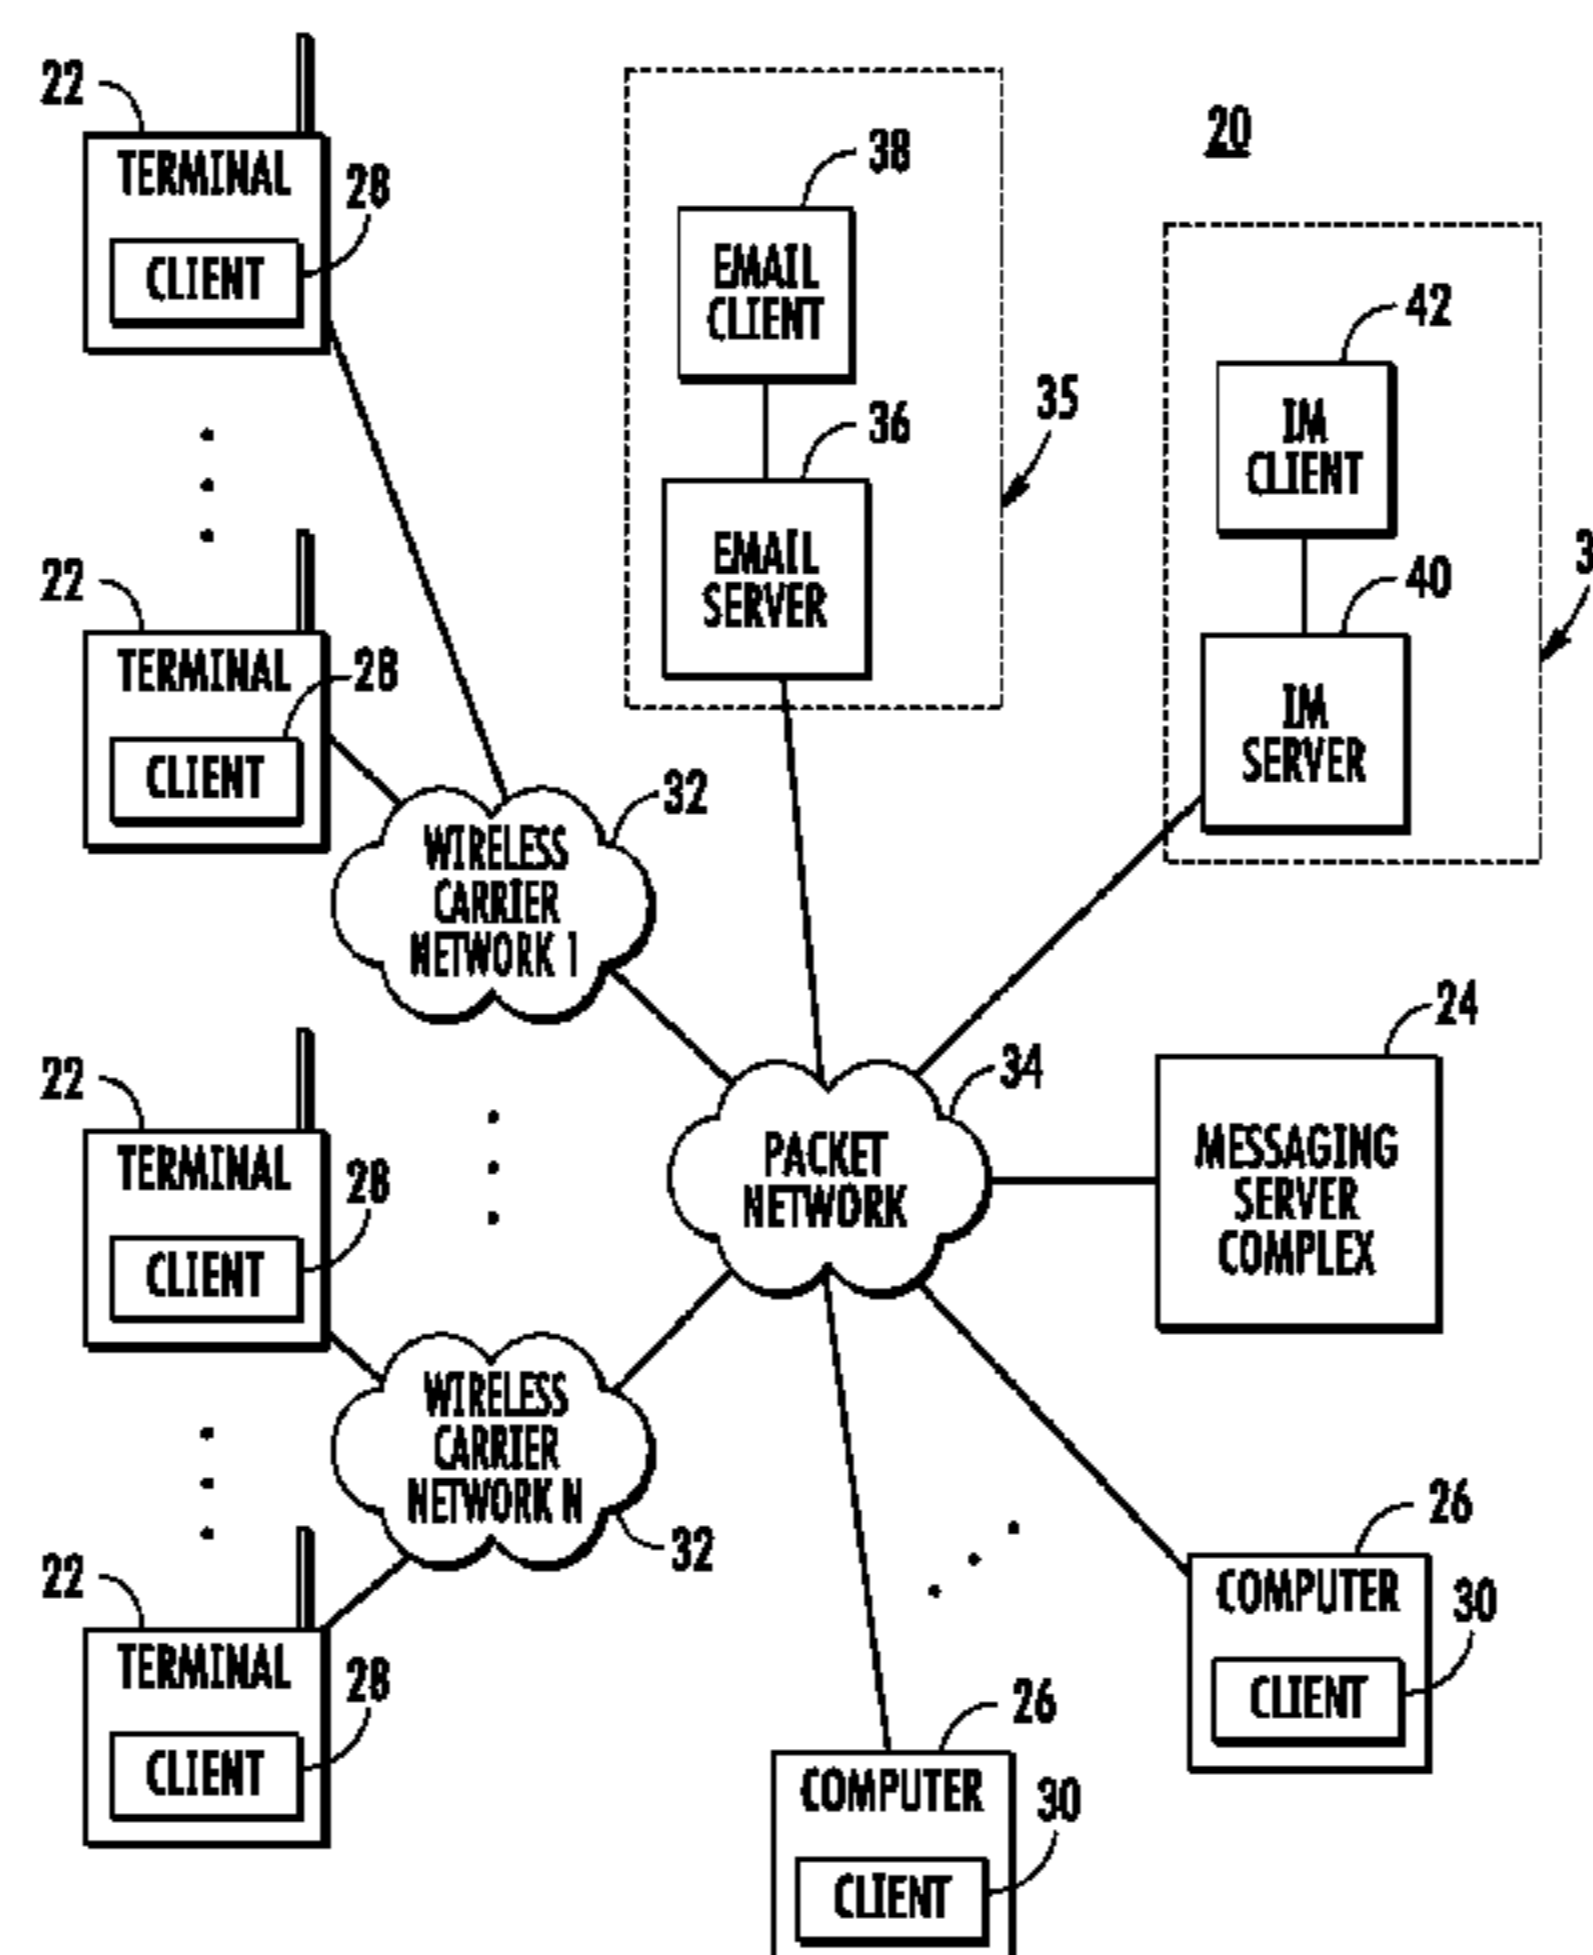 22
TERMINAL
28
CLIENT
22
TERMINAL
28
CLIENT
38
EMAIL
CLIENT
36
EMAIL
SERVER
35
20
42
IM
CLIENT
40
IM
SERVER
3
32
WIRELESS
CARRIER
NETWORK 1
22
TERMINAL
28
CLIENT
34
PACKET
NETWORK
24
MESSAGING
SERVER
COMPLEX
WIRELESS
CARRIER
NETWORK N
32
22
TERMINAL
28
CLIENT
26
COMPUTER
30
CLIENT
26
COMPUTER
30
CLIENT